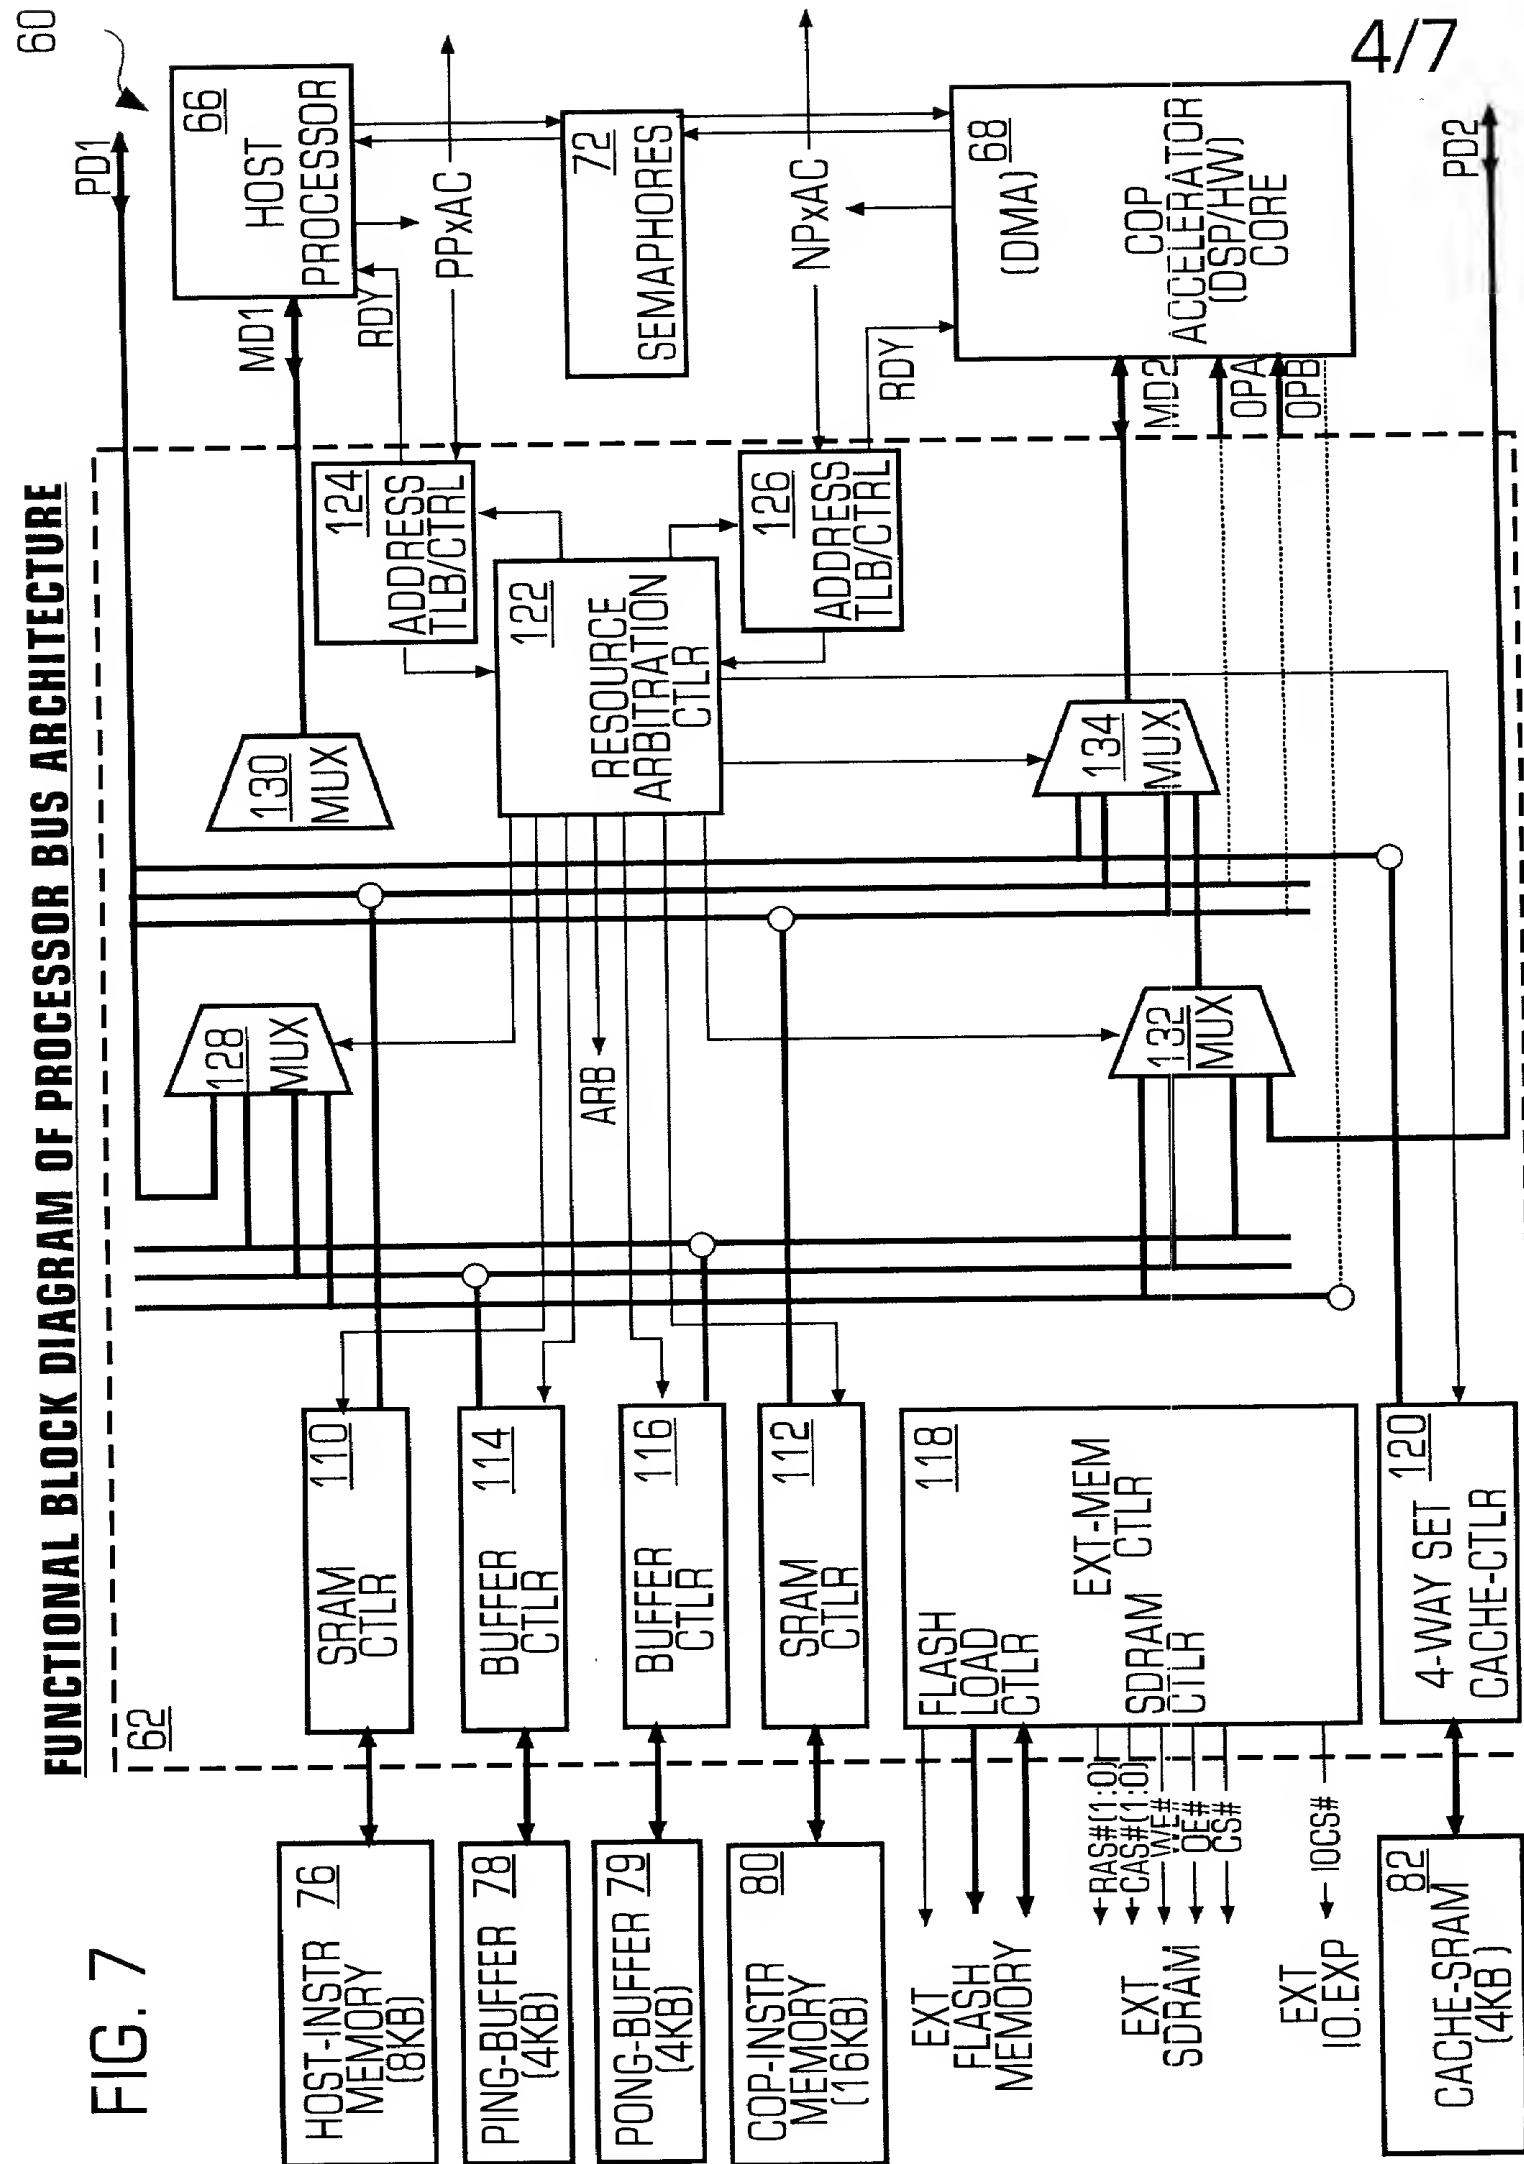 4/7
FUNCTIONAL BLOCK DIAGRAM OF PROCESSOR BUS ARCHITECTURE
FIG. 7
60
62
PD1
66
HOST
PROCESSOR
MD1
RDY
PPxAC
72
SEMAPHORES
NPxAC
RDY
68
(DMA)
COP
ACCELERATOR
(DSP/HW)
CORE
MD2
OPA
OPB
PD2
124
ADDRESS
TLB/CTRL
126
ADDRESS
TLB/CTRL
122
RESOURCE
ARBITRATION
CTLR
130
MUX
134
MUX
128
MUX
132
MUX
ARB
110
SRAM
CTLR
114
BUFFER
CTLR
116
BUFFER
CTLR
112
SRAM
CTLR
118
EXT-MEM
CTLR
FLASH
LOAD
CTLR
SDRAM
CTLR
120
4-WAY SET
CACHE-CTLR
HOST-INSTR 76
MEMORY
(8KB)
PING-BUFFER 78
(4KB)
PONG-BUFFER 79
(4KB)
80
COP-INSTR
MEMORY
(16KB)
EXT
FLASH
MEMORY
RAS#(1:0)
CAS#(1:0)
WE#
OE#
CS#
EXT
SDRAM
IOCS#
EXT
IO.EXP
82
CACHE-SRAM
(4KB)